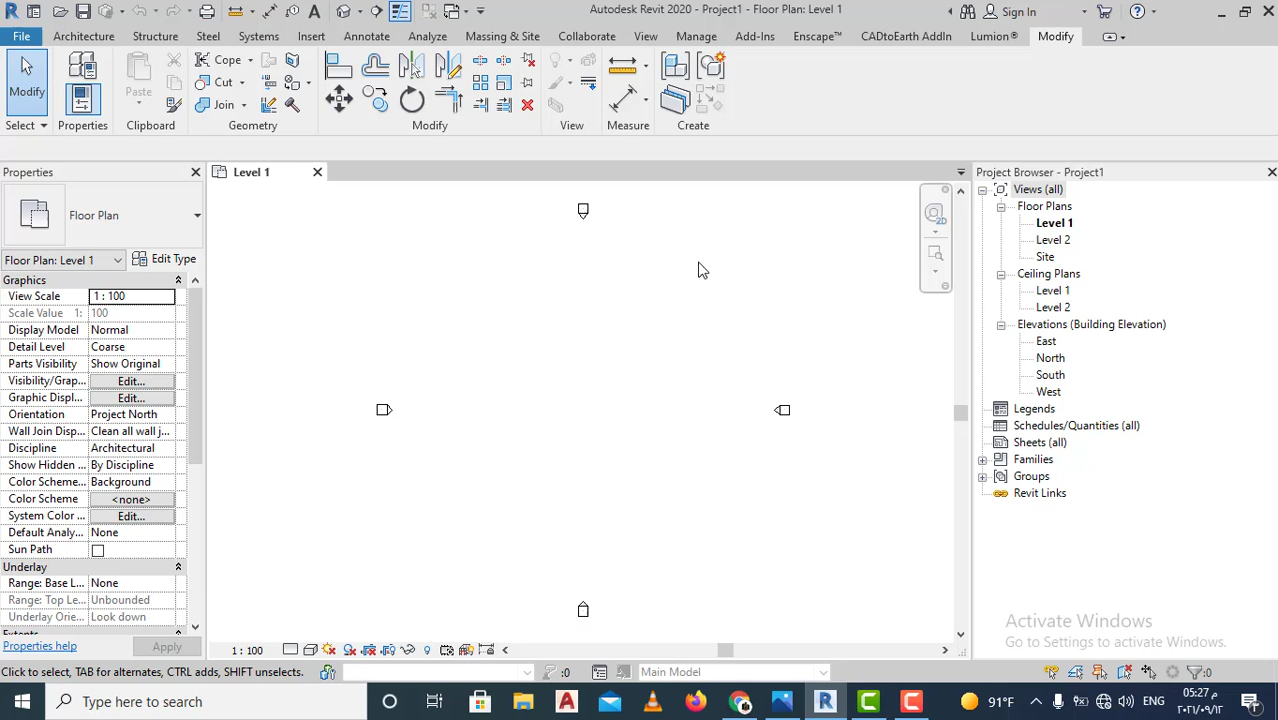 Autodesk Revit 2020 - Project1 - Floor Plan: Level 1
Sign In
File Architecture Structure Steel Systems Insert Annotate Analyze Massing & Site Collaborate View Manage Add-Ins Enscape™ CADtoEarth AddIn Lumion® Modify
Modify
Properties
Paste
Cope
Cut
Join
Select Properties Clipboard Geometry Modify View Measure Create
Properties
Floor Plan
Floor Plan: Level 1 Edit Type
Graphics
View Scale 1 : 100
Scale Value 1: 100
Display Model Normal
Detail Level Coarse
Parts Visibility Show Original
Visibility/Grap... Edit...
Graphic Displ... Edit...
Orientation Project North
Wall Join Disp... Clean all wall j...
Discipline Architectural
Show Hidden ... By Discipline
Color Scheme... Background
Color Scheme <none>
System Color ... Edit...
Default Analy... None
Sun Path
Underlay
Range: Base L... None
Range: Top Le... Unbounded
Underlay Orie... Look down
Extents
Properties help Apply
Level 1
2D
1 : 100
Project Browser - Project1
Views (all)
Floor Plans
Level 1
Level 2
Site
Ceiling Plans
Level 1
Level 2
Elevations (Building Elevation)
East
North
South
West
Legends
Schedules/Quantities (all)
Sheets (all)
Families
Groups
Revit Links
Activate Windows
Go to Settings to activate Windows.
Click to select, TAB for alternates, CTRL adds, SHIFT unselects.
:0
Main Model
:0
Type here to search
91°F
ENG
05:27 م